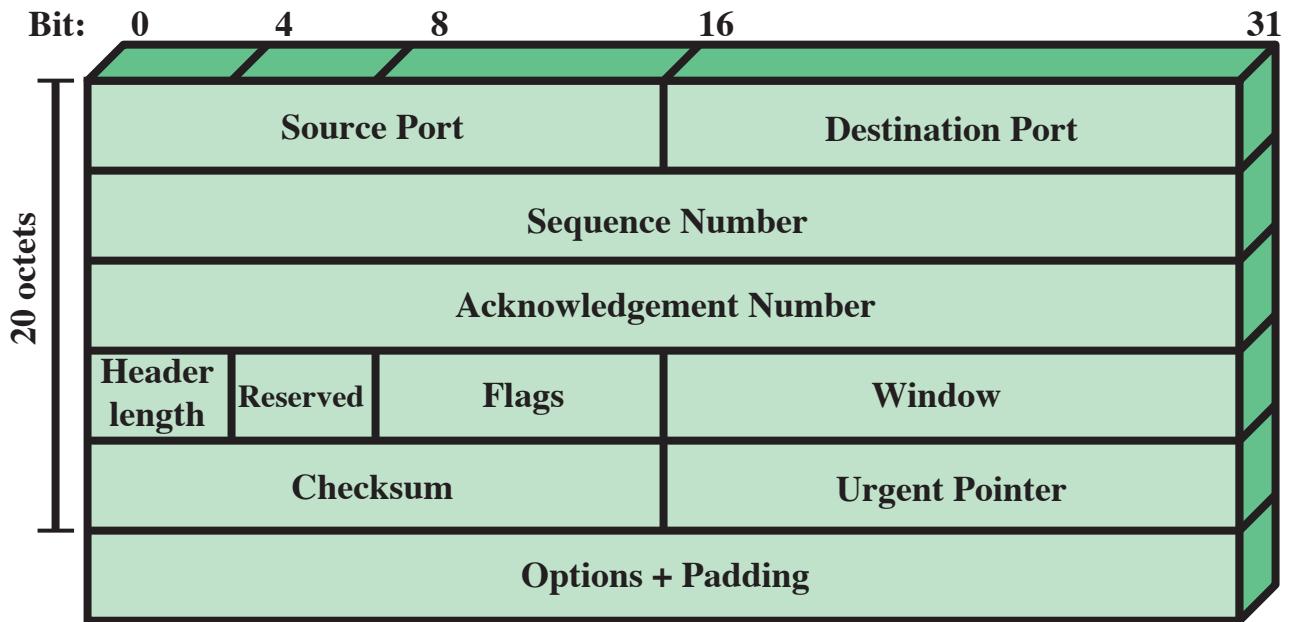 Bit: 0 4 8 16 31
Source Port Destination Port
Sequence Number
20 octets
Acknowledgement Number
Header length Reserved Flags Window
Checksum Urgent Pointer
Options + Padding